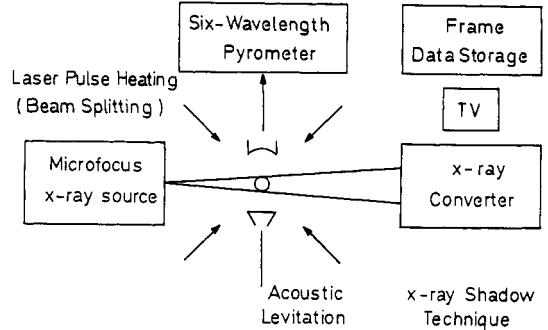 Six-Wavelength
Pyrometer
Frame
Data Storage
Laser Pulse Heating
(Beam Splitting)
TV
Microfocus
x-ray source
x-ray
Converter
Acoustic
Levitation
x-ray Shadow
Technique